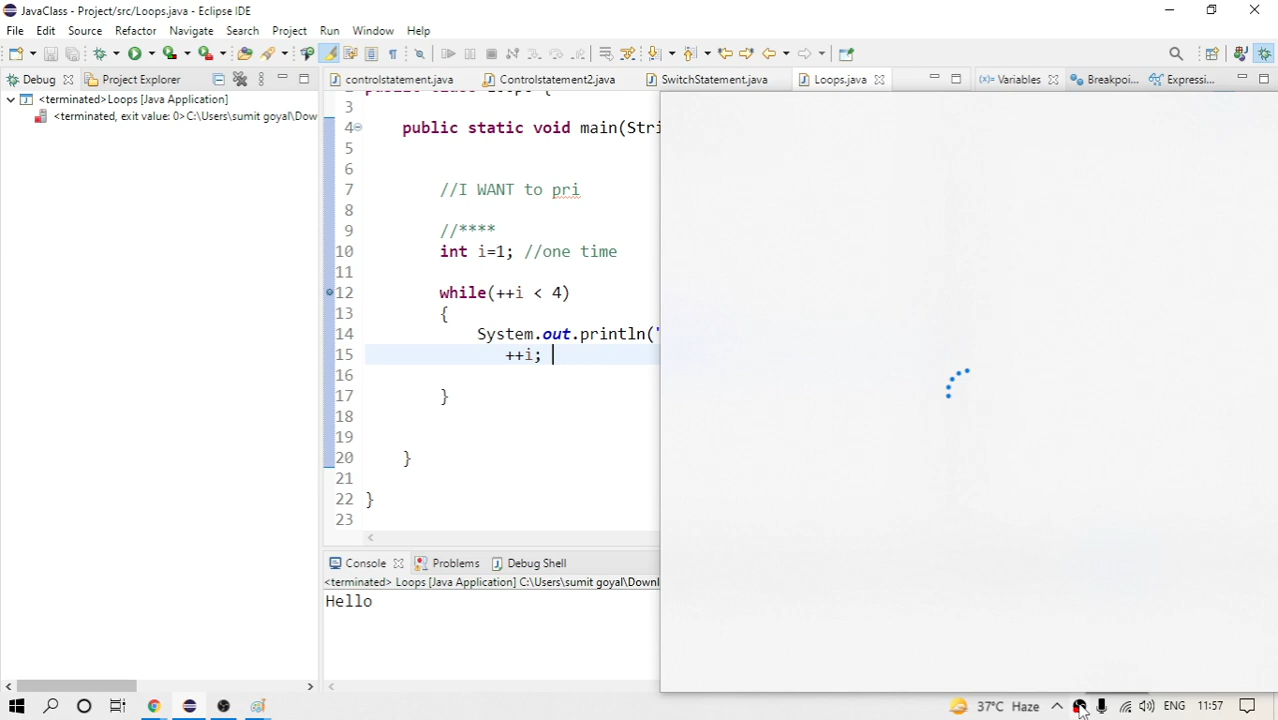 JavaClass - Project/src/Loops.java - Eclipse IDE
File Edit Source Refactor Navigate Search Project Run Window Help
Debug Project Explorer controlstatement.java Controlstatement2.java SwitchStatement.java Loops.java (x)= Variables Breakpoi... Expressi...
<terminated>Loops [Java Application]
<terminated, exit value: 0>C:\Users\sumit goyal\Dow
3
4 public static void main(Stri
5
6
7 //I WANT to pri
8
9 //****
10 int i=1; //one time
11
12 while(++i < 4)
13 {
14 System.out.println("
15 ++i;
16
17 }
18
19
20 }
21
22 }
23
Console Problems Debug Shell
<terminated> Loops [Java Application] C:\Users\sumit goyal\Downl
Hello
37°C Haze ENG 11:57